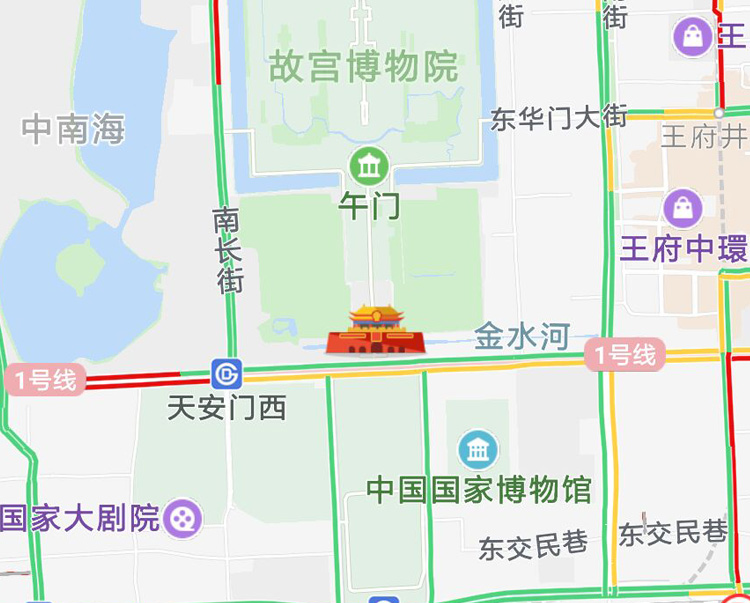 街
街
王
故宫博物院
东华门大街
中南海
王府井
午门
南长街
王府中環
金水河
1号线
1号线
天安门西
中国国家博物馆
国家大剧院
东交民巷
东交民巷